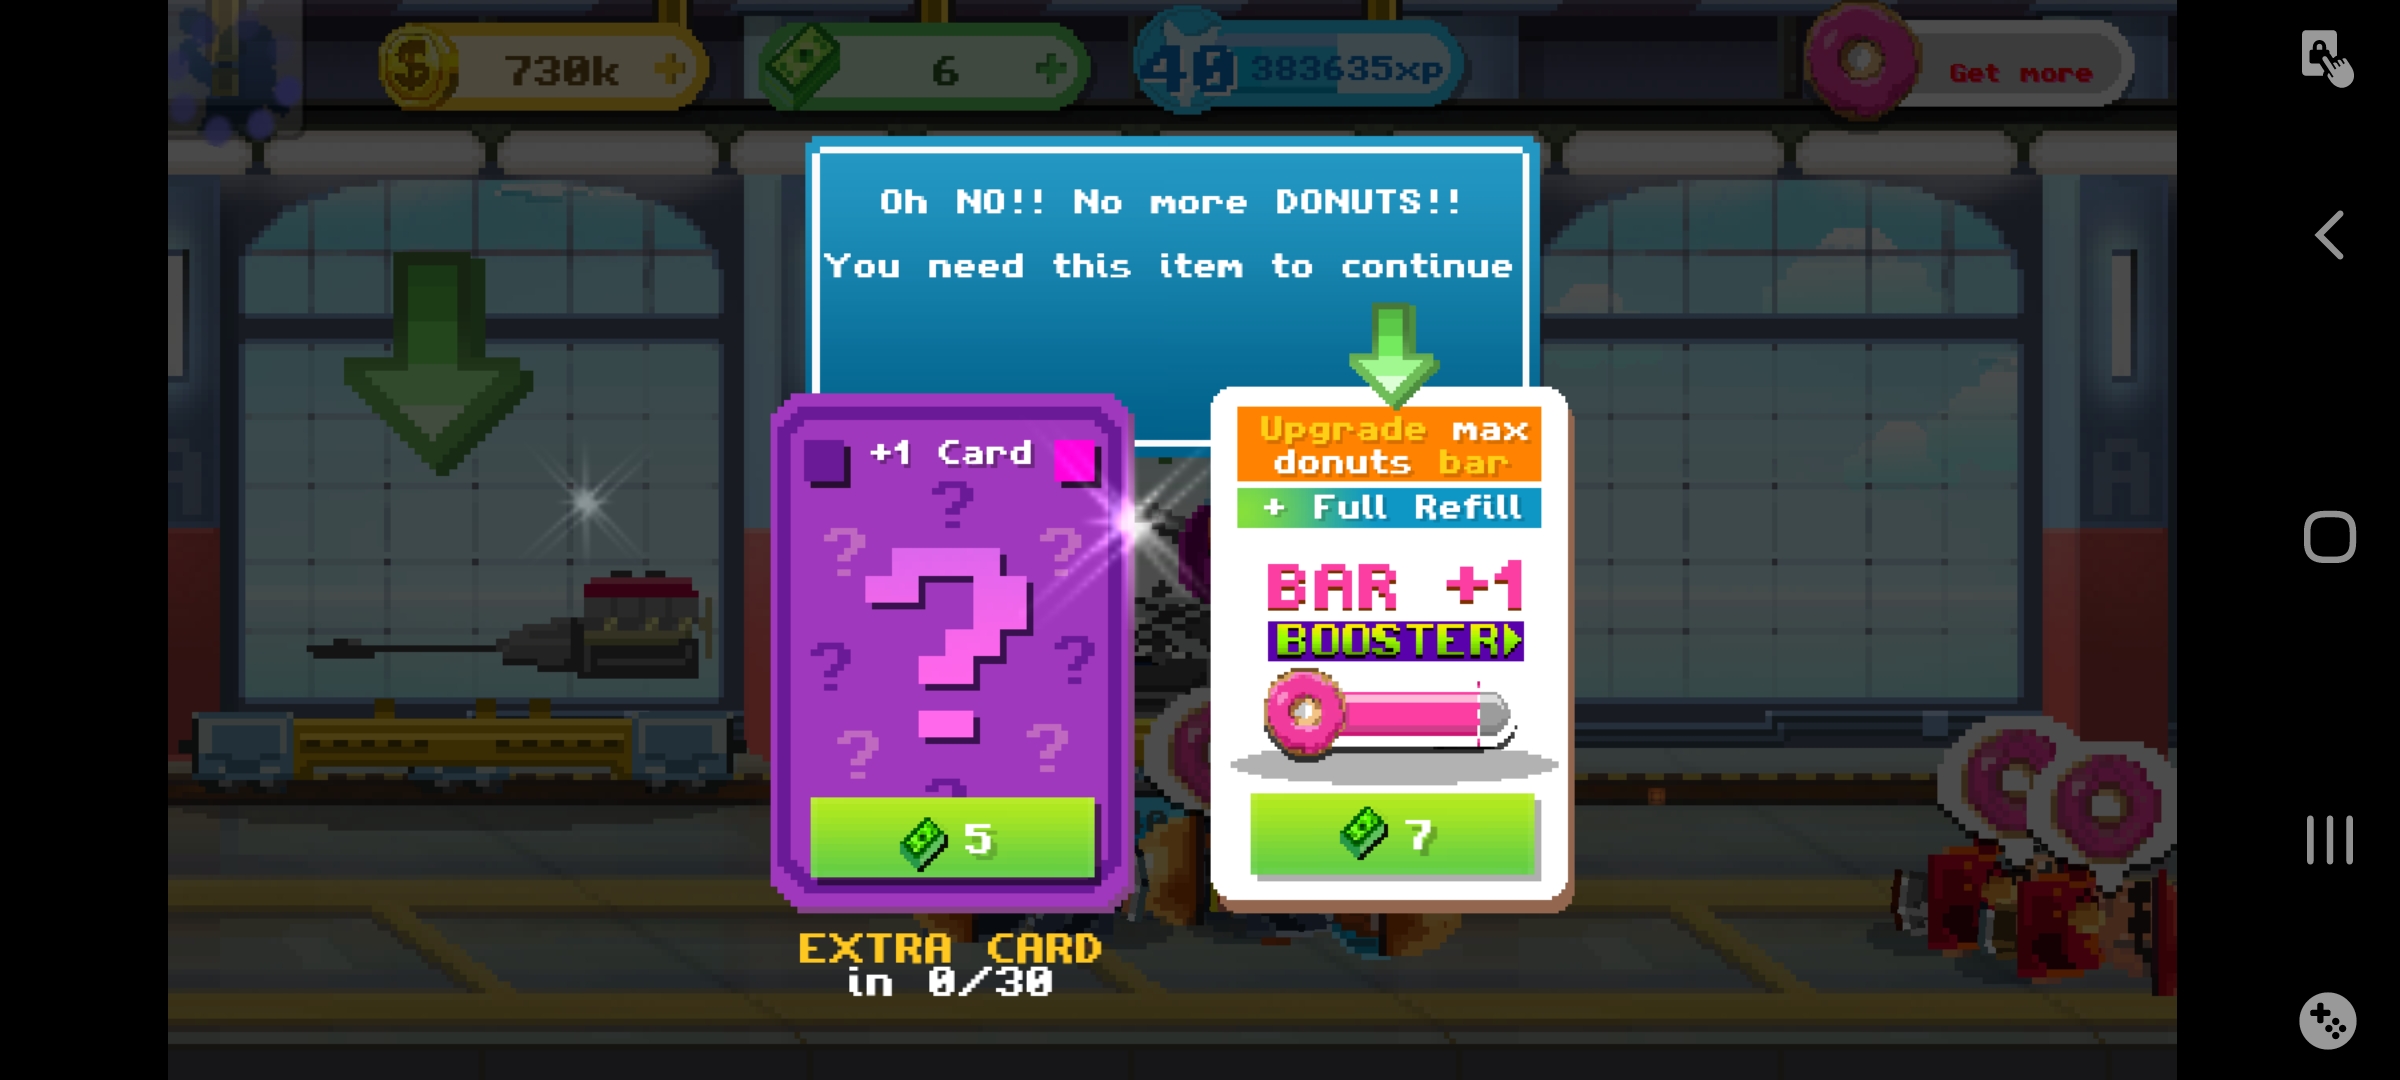 730k
6
40 383635xp
Get more
Oh NO!! No more DONUTS!!
You need this item to continue
+1 Card
5
EXTRA CARD
in 0/30
Upgrade max
donuts bar
+ Full Refill
BAR +1
BOOSTER
7